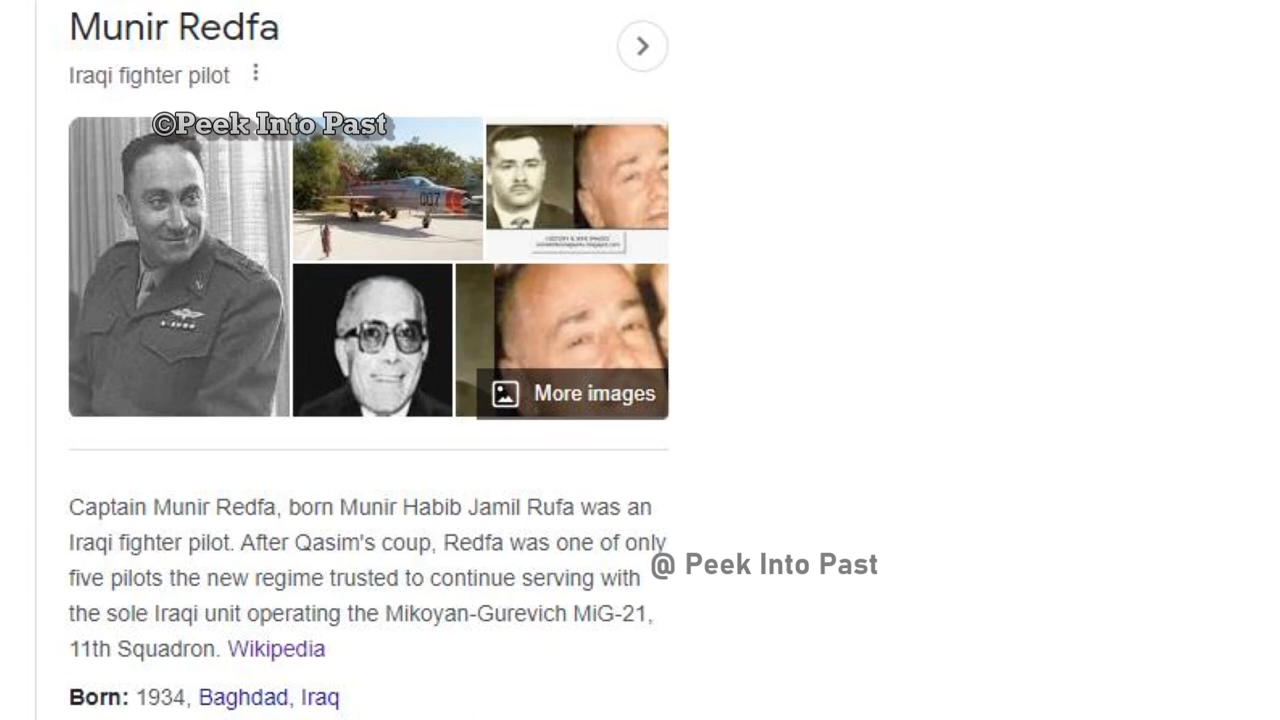 Munir Redfa
Iraqi fighter pilot
©Peek Into Past
007
More images
Captain Munir Redfa, born Munir Habib Jamil Rufa was an
Iraqi fighter pilot. After Qasim's coup, Redfa was one of only
five pilots the new regime trusted to continue serving with
@ Peek Into Past
the sole Iraqi unit operating the Mikoyan-Gurevich MiG-21,
11th Squadron. Wikipedia
Born: 1934, Baghdad, Iraq